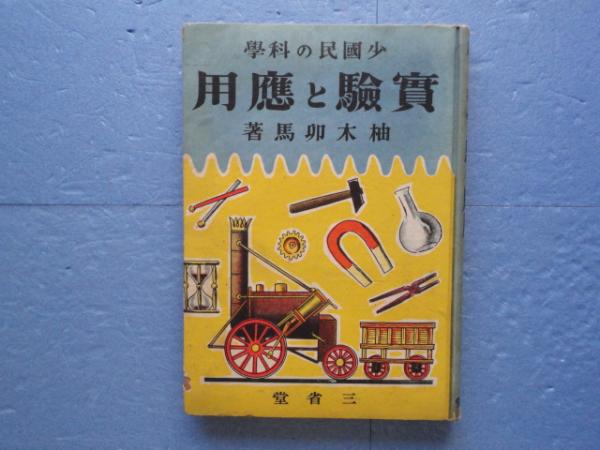 少國民の科學
實驗と應用
柚木卯馬著
三省堂